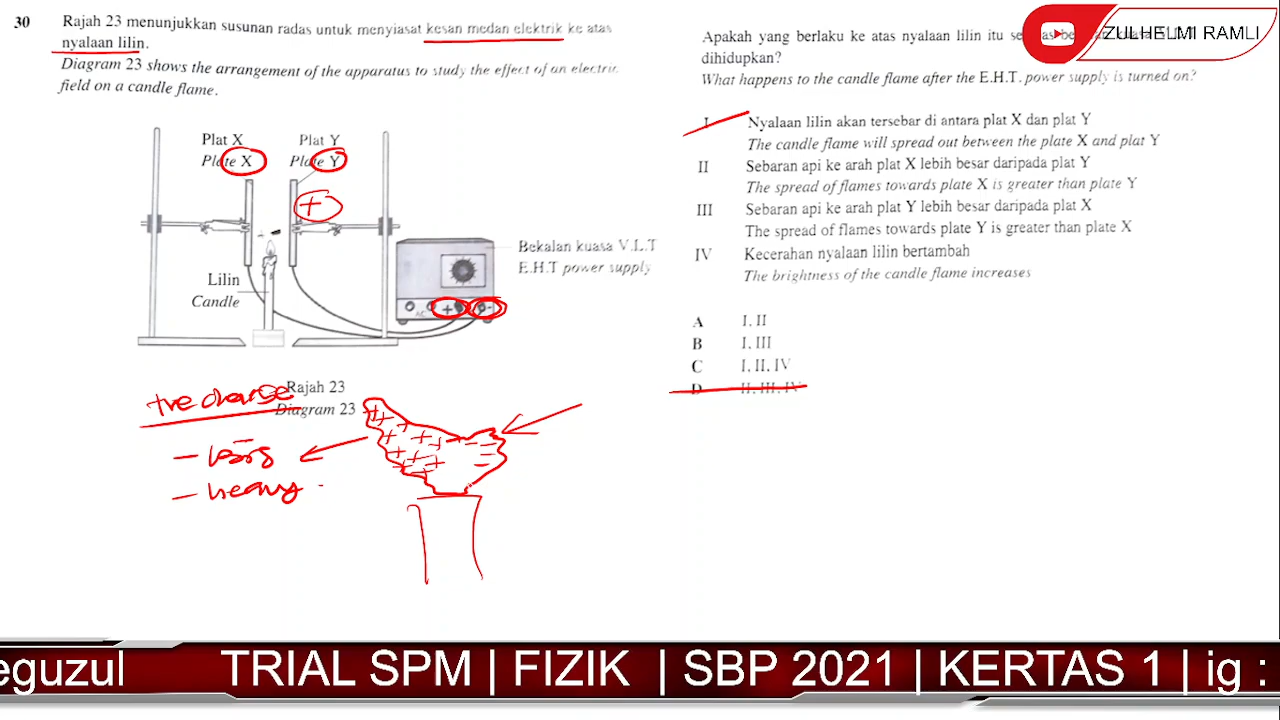 30
Rajah 23 menunjukkan susunan radas untuk menyiasat kesan medan elektrik ke atas
nyalaan lilin.
Diagram 23 shows the arrangement of the apparatus to study the effect of an electric
field on a candle flame.
Plat X
Plate X
Plat Y
Plate Y
+
Bekalan kuasa V.L.T
E.H.T power supply
Lilin
Candle
AC + -
Rajah 23
Diagram 23
+ve charge
- heavy
ZULHELMI RAMLI
Apakah yang berlaku ke atas nyalaan lilin itu
dihidupkan?
What happens to the candle flame after the E.H.T. power supply is turned on?
I Nyalaan lilin akan tersebar di antara plat X dan plat Y
The candle flame will spread out between the plate X and plat Y
II Sebaran api ke arah plat X lebih besar daripada plat Y
The spread of flames towards plate X is greater than plate Y
III Sebaran api ke arah plat Y lebih besar daripada plat X
The spread of flames towards plate Y is greater than plate X
IV Kecerahan nyalaan lilin bertambah
The brightness of the candle flame increases
A I, II
B I, III
C I, II, IV
D II, III, IV
eguzul TRIAL SPM | FIZIK | SBP 2021 | KERTAS 1 | ig :